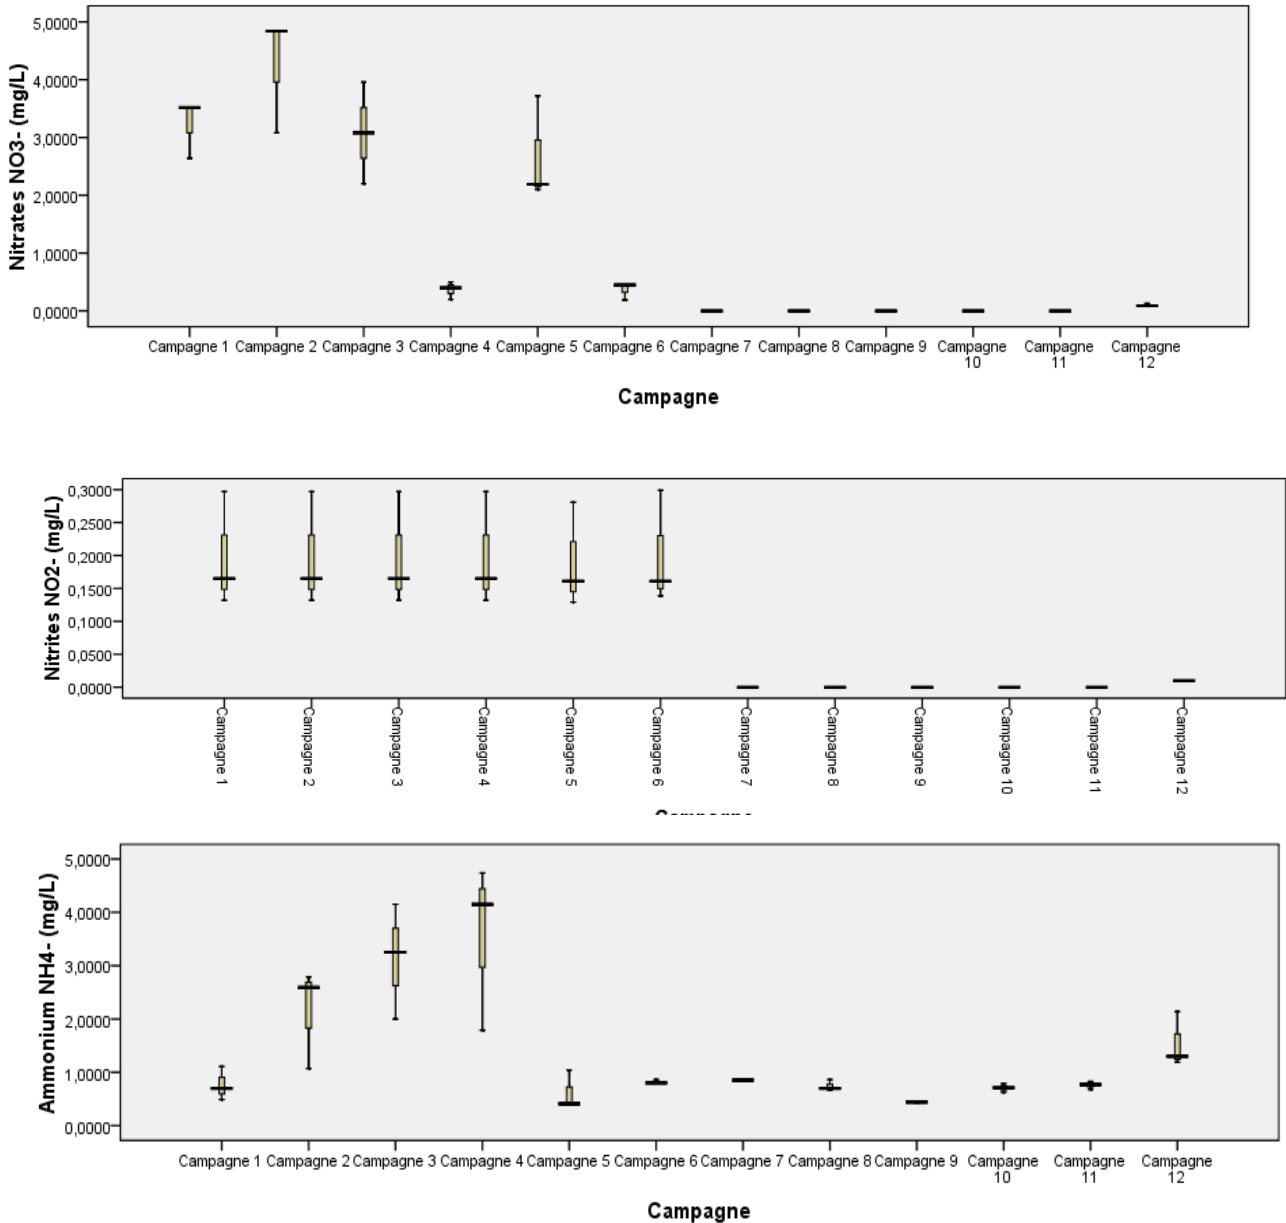 5,0000
4,0000
3,0000
2,0000
1,0000
0,0000
Nitrates NO3- (mg/L)
Campagne 1 Campagne 2 Campagne 3 Campagne 4 Campagne 5 Campagne 6 Campagne 7 Campagne 8 Campagne 9 Campagne Campagne Campagne
10 11 12
Campagne
0,3000
0,2500
0,2000
0,1500
0,1000
0,0500
0,0000
Nitrites NO2- (mg/L)
Campagne 1
Campagne 2
Campagne 3
Campagne 4
Campagne 5
Campagne 6
Campagne 7
Campagne 8
Campagne 9
Campagne 10
Campagne 11
Campagne 12
5,0000
4,0000
3,0000
2,0000
1,0000
0,0000
Ammonium NH4- (mg/L)
Campagne 1 Campagne 2 Campagne 3 Campagne 4 Campagne 5 Campagne 6 Campagne 7 Campagne 8 Campagne 9 Campagne Campagne Campagne
10 11 12
Campagne